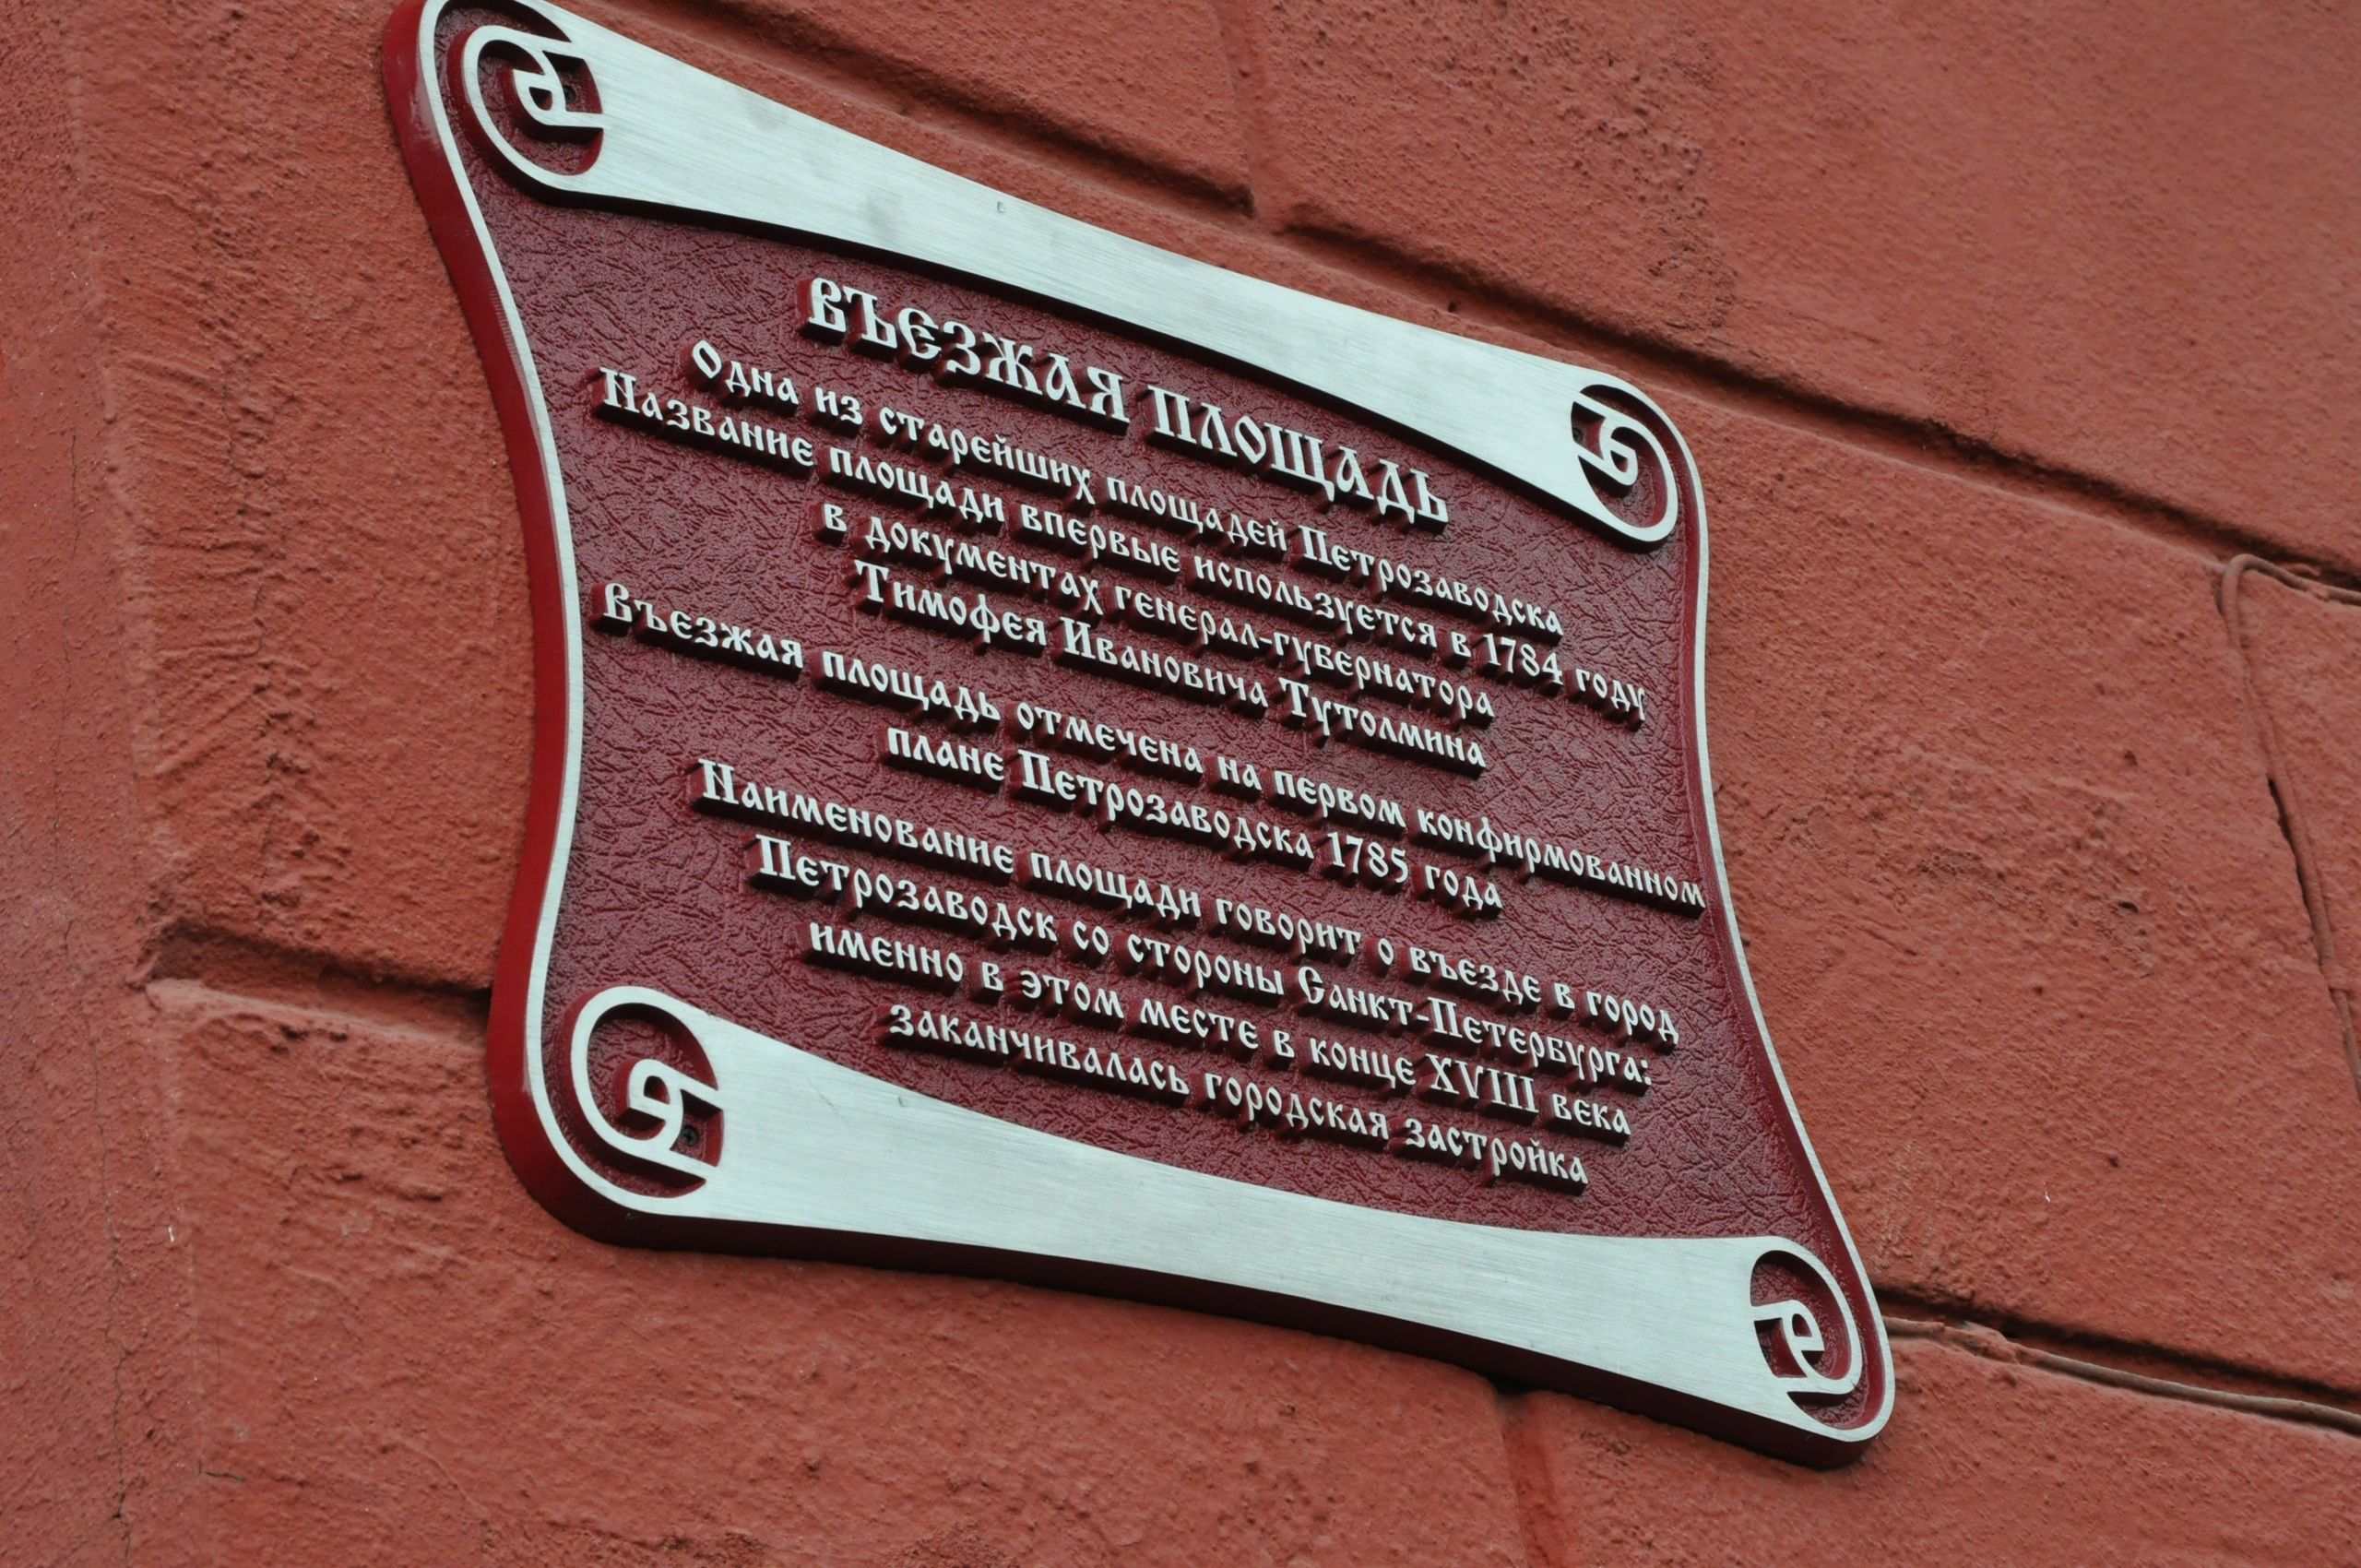 Въезжая площадь
Одна из старейших площадей Петрозаводска
Название площади впервые используется в 1784 году
в документах генерал-губернатора
Тимофея Ивановича Тутолмина
Въезжая площадь отмечена на первом конфирмованном
плане Петрозаводска 1785 года
Наименование площади говорит о въезде в город
Петрозаводск со стороны Санкт-Петербурга:
именно в этом месте в конце XVIII века
заканчивалась городская застройка